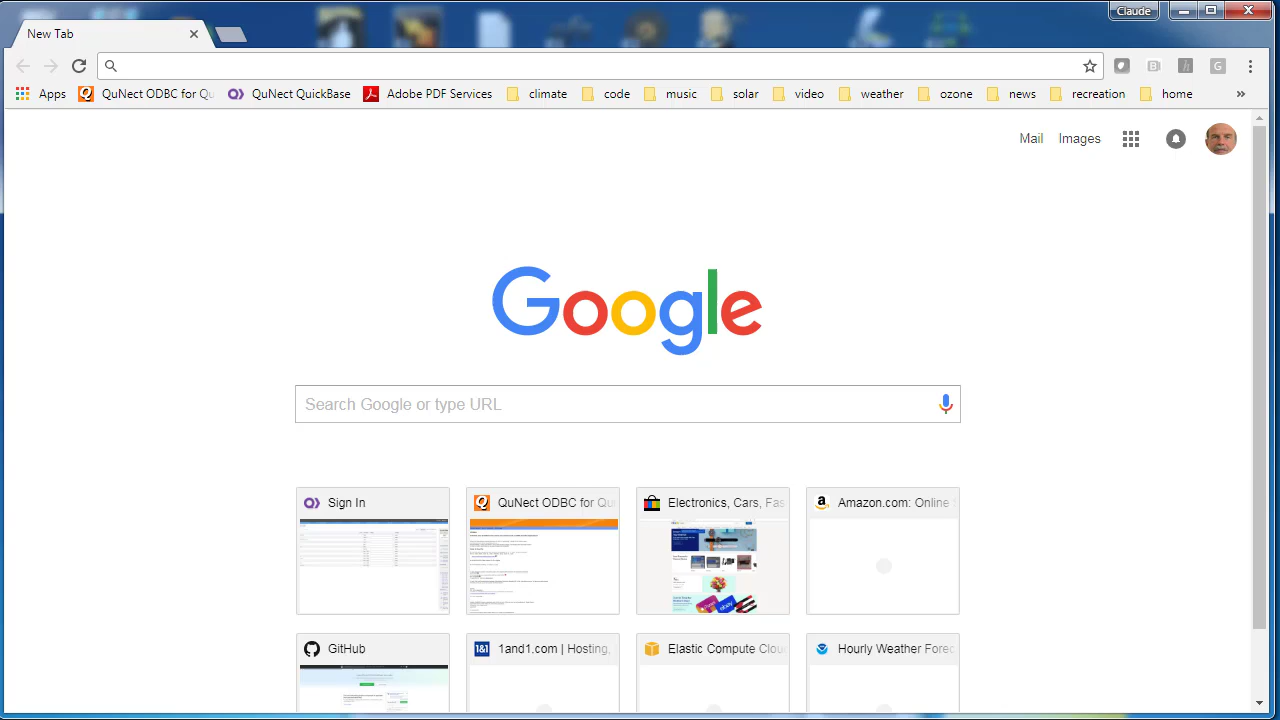 Claude
New Tab
Apps QuNect ODBC for Qu QuNect QuickBase Adobe PDF Services climate code music solar video weather ozone news recreation home »
Mail Images
Google
Search Google or type URL
Sign In QuNect ODBC for Qu Electronics, Cars, Fas Amazon.com: Online
GitHub 1and1.com | Hosting, Elastic Compute Clou Hourly Weather Forec